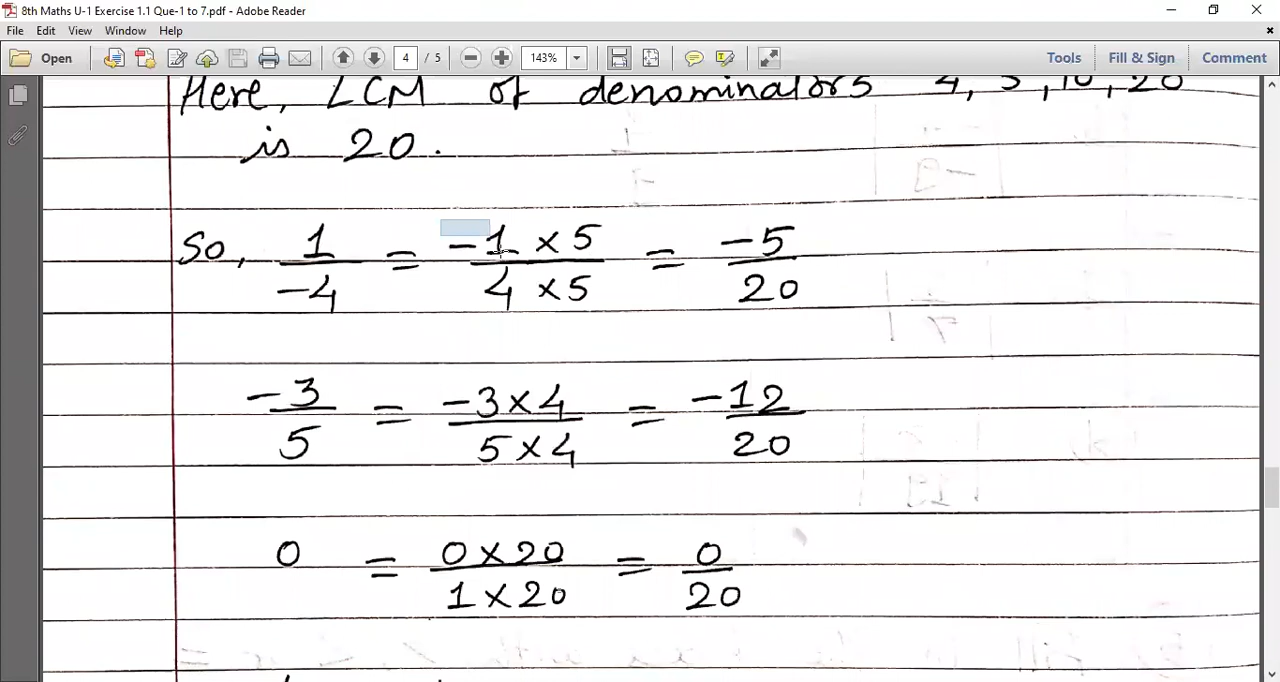 8th Maths U-1 Exercise 1.1 Que-1 to 7.pdf - Adobe Reader
File Edit View Window Help
Open 4 / 5 143% Tools Fill & Sign Comment
Here, LCM of denominators 4, 5, 10, 20
is 20.
So, 1/-4 = -1 × 5/4 × 5 = -5/20
-3/5 = -3 × 4/5 × 4 = -12/20
0 = 0 × 20/1 × 20 = 0/20